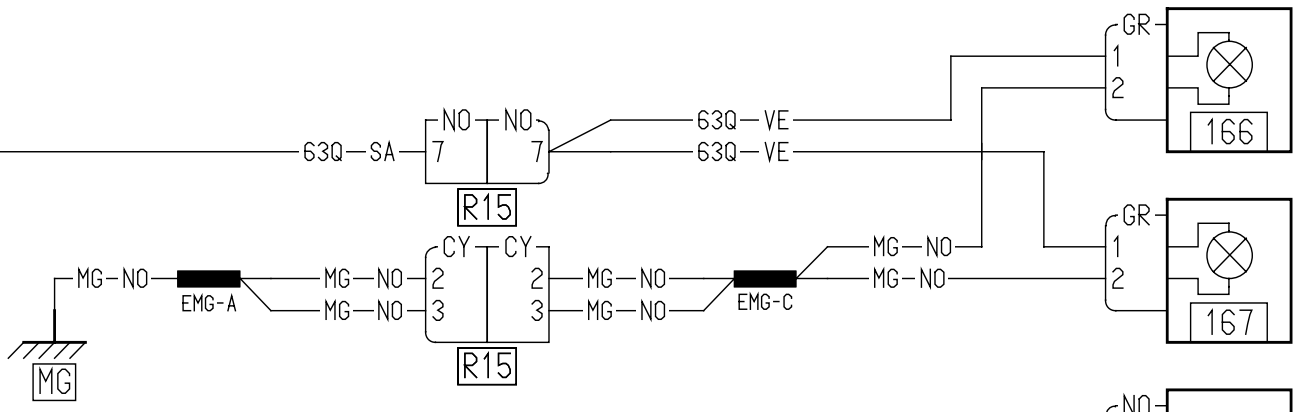 GR
1
2
166
NO NO
63Q VE
63Q SA 7 7 63Q VE
R15
GR
1
2
167
CY CY
MG NO
MG NO MG NO 2 2 MG NO MG NO
EMG-A EMG-C
MG NO 3 3 MG NO
R15
MG
NO